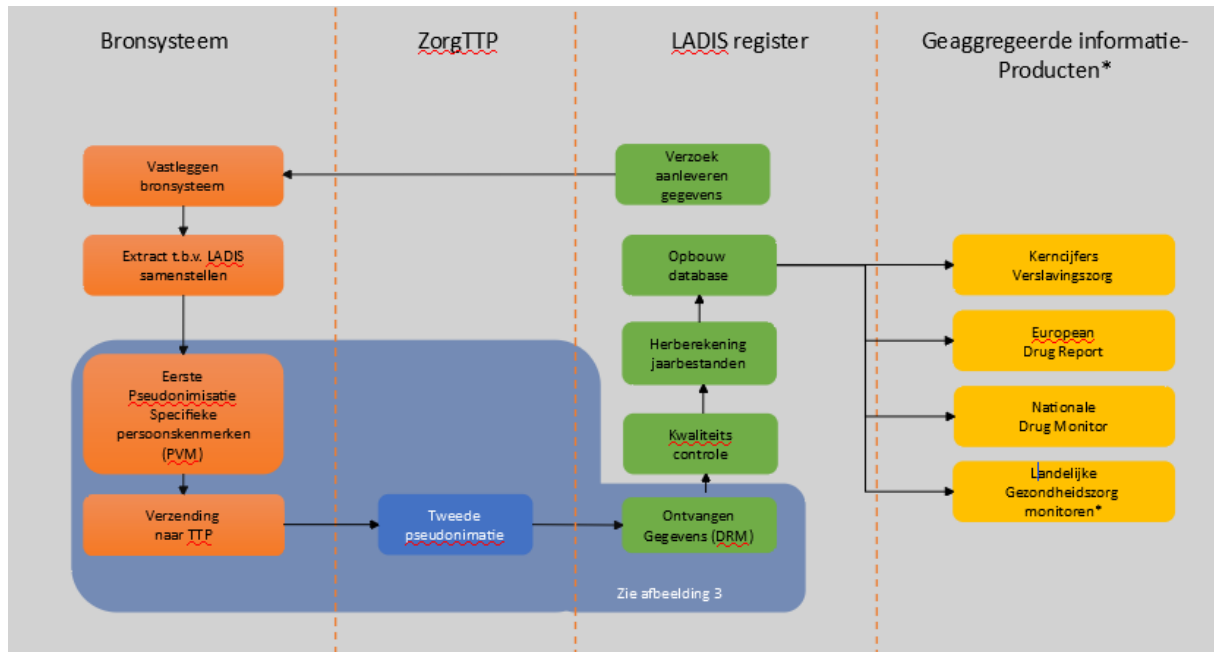 Bronsysteem
ZorgTTP
LADIS register
Geaggregeerde informatie-
Producten*
Vastleggen
bronsysteem
Verzoek
aanleveren
gegevens
Extract t.b.v. LADIS
samenstellen
Opbouw
database
Kerncijfers
Verslavingszorg
Herberekening
jaarbestanden
European
Drug Report
Eerste
Pseudonimisatie
Specifieke
persoonskenmerken
(PVM)
Kwaliteits
controle
Nationale
Drug Monitor
Landelijke
Gezondheidszorg
monitoren*
Verzending
naar TTP
Tweede
pseudonimatie
Ontvangen
Gegevens (DRM)
Zie afbeelding 3